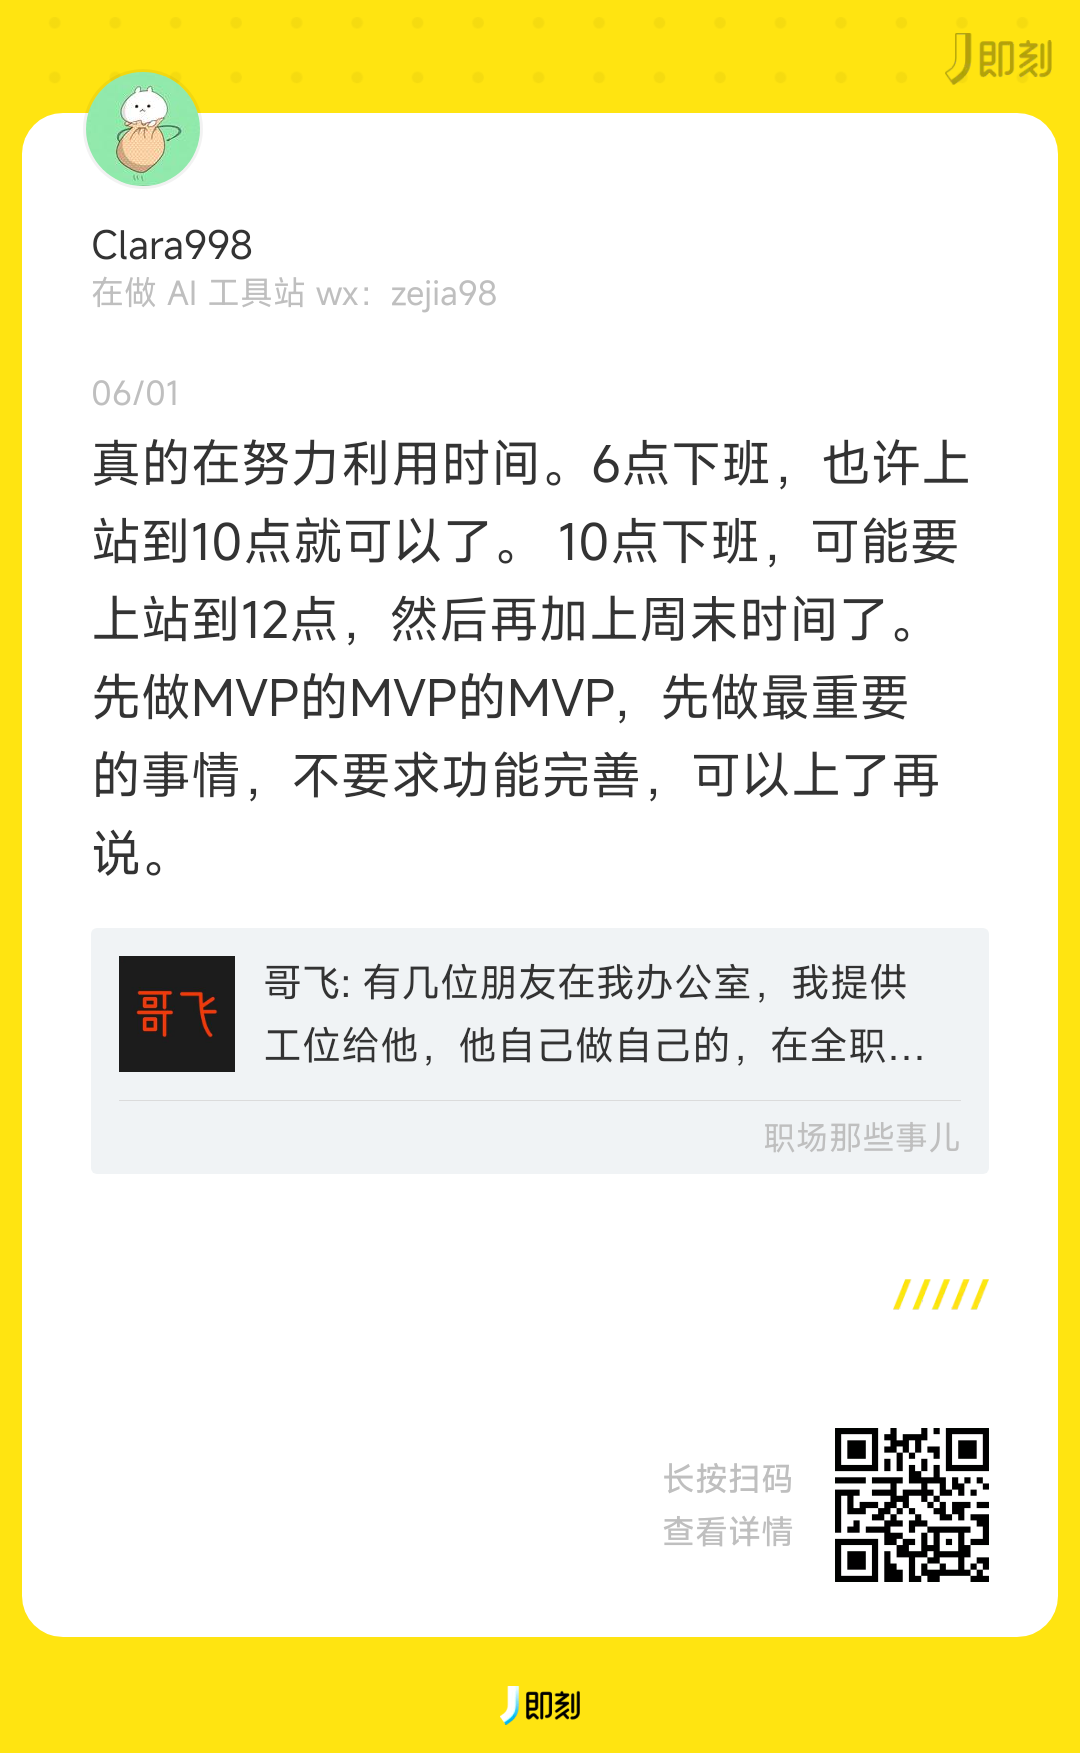 即刻
Clara998
在做 AI 工具站 wx：zejia98
06/01
真的在努力利用时间。6点下班，也许上
站到10点就可以了。 10点下班，可能要
上站到12点，然后再加上周末时间了。
先做MVP的MVP的MVP，先做最重要
的事情，不要求功能完善，可以上了再
说。
哥飞
哥飞: 有几位朋友在我办公室，我提供
工位给他，他自己做自己的，在全职...
职场那些事儿
长按扫码
查看详情
即刻